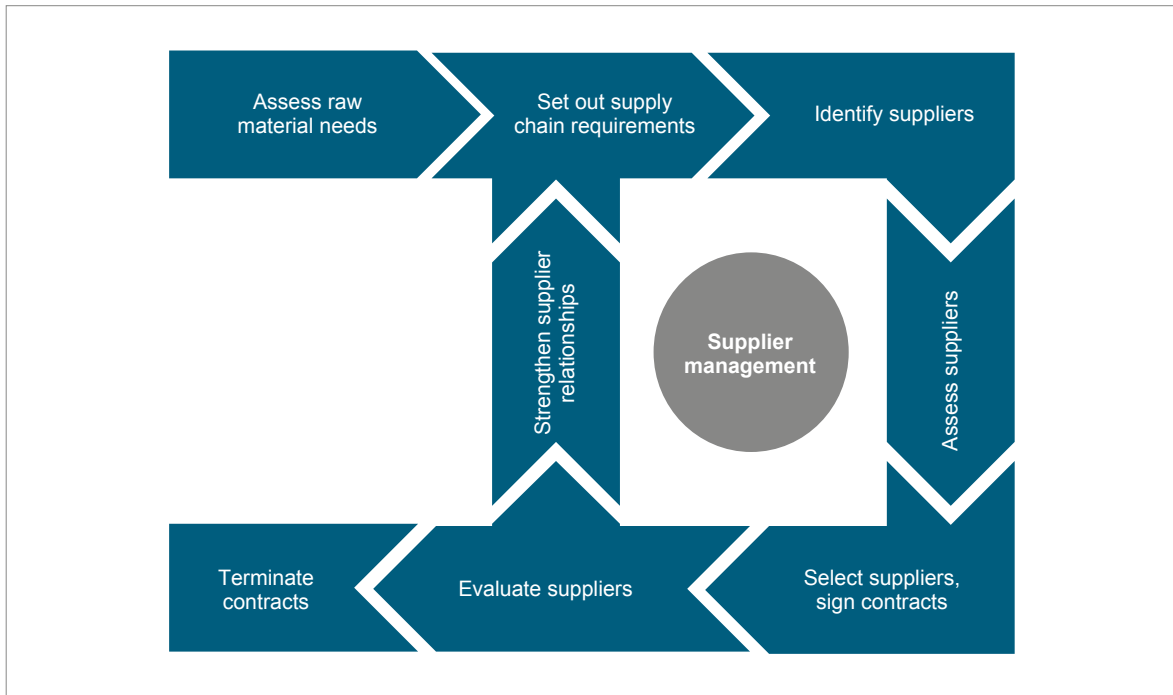 Assess raw
material needs
Set out supply
chain requirements
Identify suppliers
Assess suppliers
Select suppliers,
sign contracts
Evaluate suppliers
Terminate
contracts
Strengthen supplier
relationships
Supplier
management